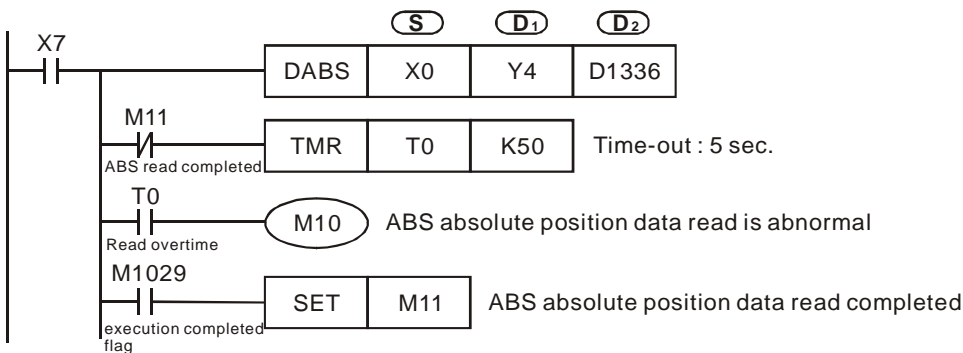 S D1 D2
X7
DABS X0 Y4 D1336
M11
TMR T0 K50 Time-out : 5 sec.
ABS read completed
T0
M10 ABS absolute position data read is abnormal
Read overtime
M1029
SET M11 ABS absolute position data read completed
execution completed
flag